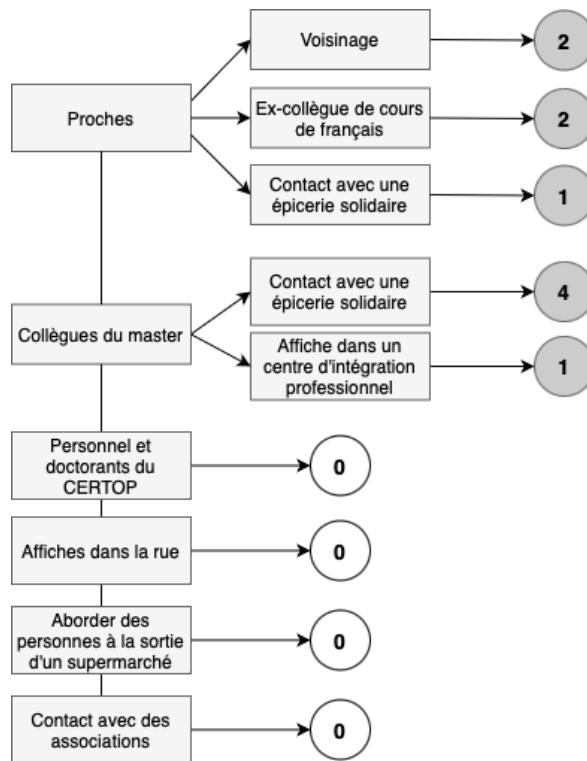 Voisinage
2
Proches
Ex-collègue de cours
de français
2
Contact avec une
épicerie solidaire
1
Collègues du master
Contact avec une
épicerie solidaire
4
Affiche dans un
centre d'intégration
professionnel
1
Personnel et
doctorants du
CERTOP
0
Affiches dans la rue
0
Aborder des
personnes à la sortie
d'un supermarché
0
Contact avec des
associations
0